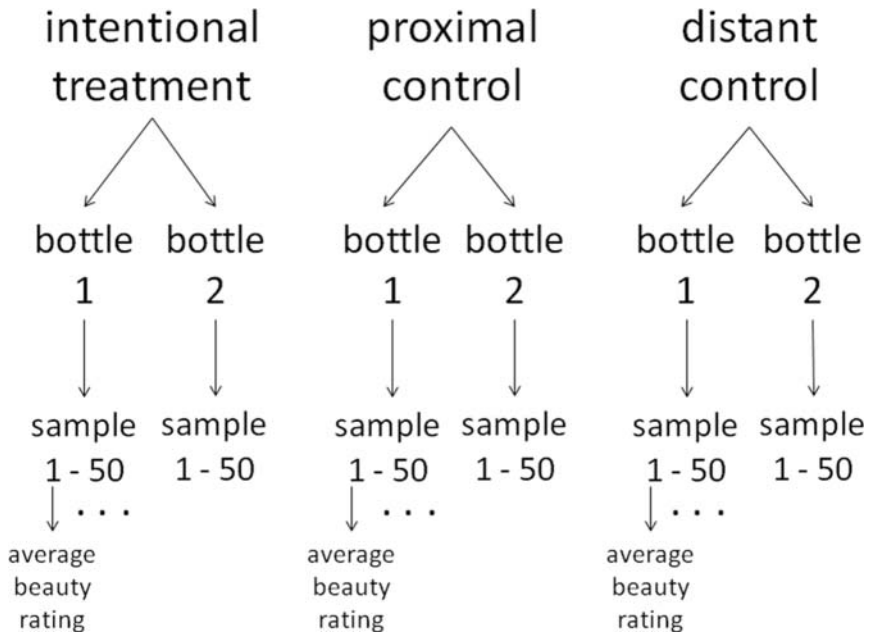 intentional
treatment
proximal
control
distant
control
bottle
1
bottle
2
bottle
1
bottle
2
bottle
1
bottle
2
sample
1 - 50
sample
1 - 50
sample
1 - 50
sample
1 - 50
sample
1 - 50
sample
1 - 50
. . .
. . .
. . .
average
beauty
rating
average
beauty
rating
average
beauty
rating